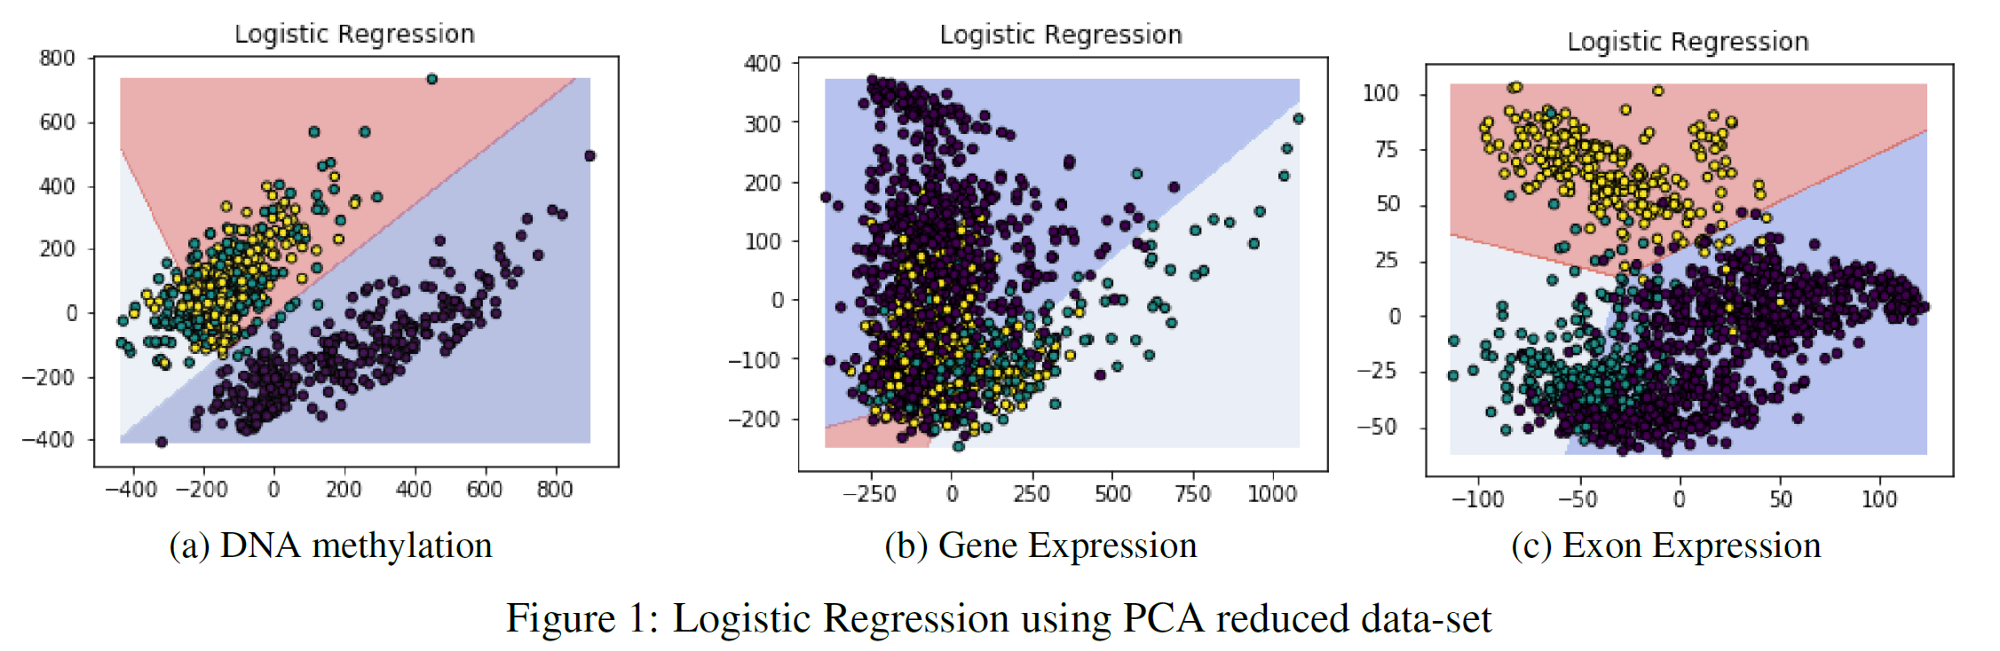 Logistic Regression
800
600
400
200
0
−200
−400
−400 −200 0 200 400 600 800
(a) DNA methylation
Logistic Regression
400
300
200
100
0
−100
−200
−250 0 250 500 750 1000
(b) Gene Expression
Logistic Regression
100
75
50
25
0
−25
−50
−100 −50 0 50 100
(c) Exon Expression
Figure 1: Logistic Regression using PCA reduced data-set